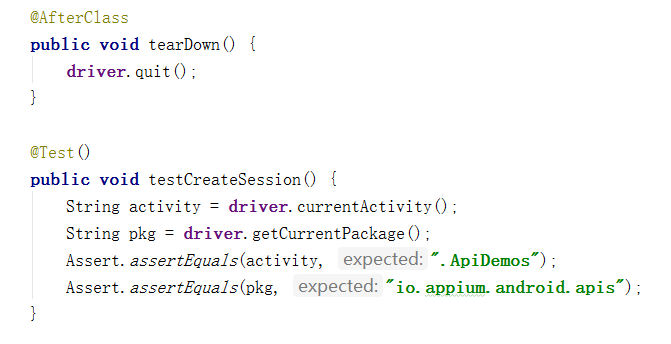 @AfterClass
public void tearDown() {
    driver.quit();
}

@Test()
public void testCreateSession() {
    String activity = driver.currentActivity();
    String pkg = driver.getCurrentPackage();
    Assert.assertEquals(activity, expected: ".ApiDemos");
    Assert.assertEquals(pkg, expected: "io.appium.android.apis");
}